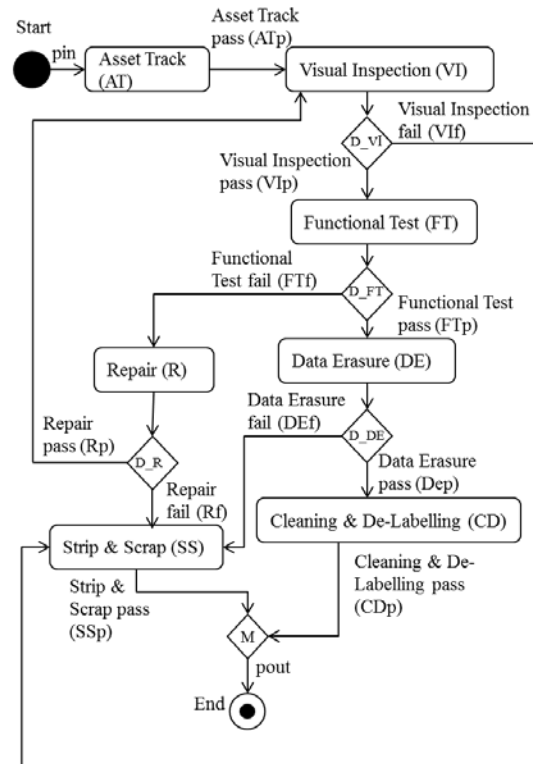 Start
pin
Asset Track
(AT)
Asset Track
pass (ATp)
Visual Inspection (VI)
D_VI
Visual Inspection
fail (VIf)
Visual Inspection
pass (VIp)
Functional Test (FT)
Functional
Test fail (FTf)
D_FT
Functional Test
pass (FTp)
Repair (R)
Data Erasure (DE)
Data Erasure
fail (DEf)
D_DE
Repair
pass (Rp)
D_R
Data Erasure
pass (Dep)
Repair
fail (Rf)
Cleaning & De-Labelling (CD)
Strip & Scrap (SS)
Strip &
Scrap pass
(SSp)
Cleaning & De-
Labelling pass
(CDp)
M
pout
End